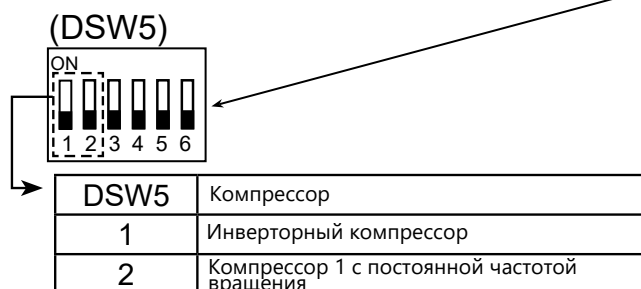 (DSW5)
ON
1 2 3 4 5 6
DSW5 Компрессор
1 Инверторный компрессор
2 Компрессор 1 с постоянной частотой
вращения